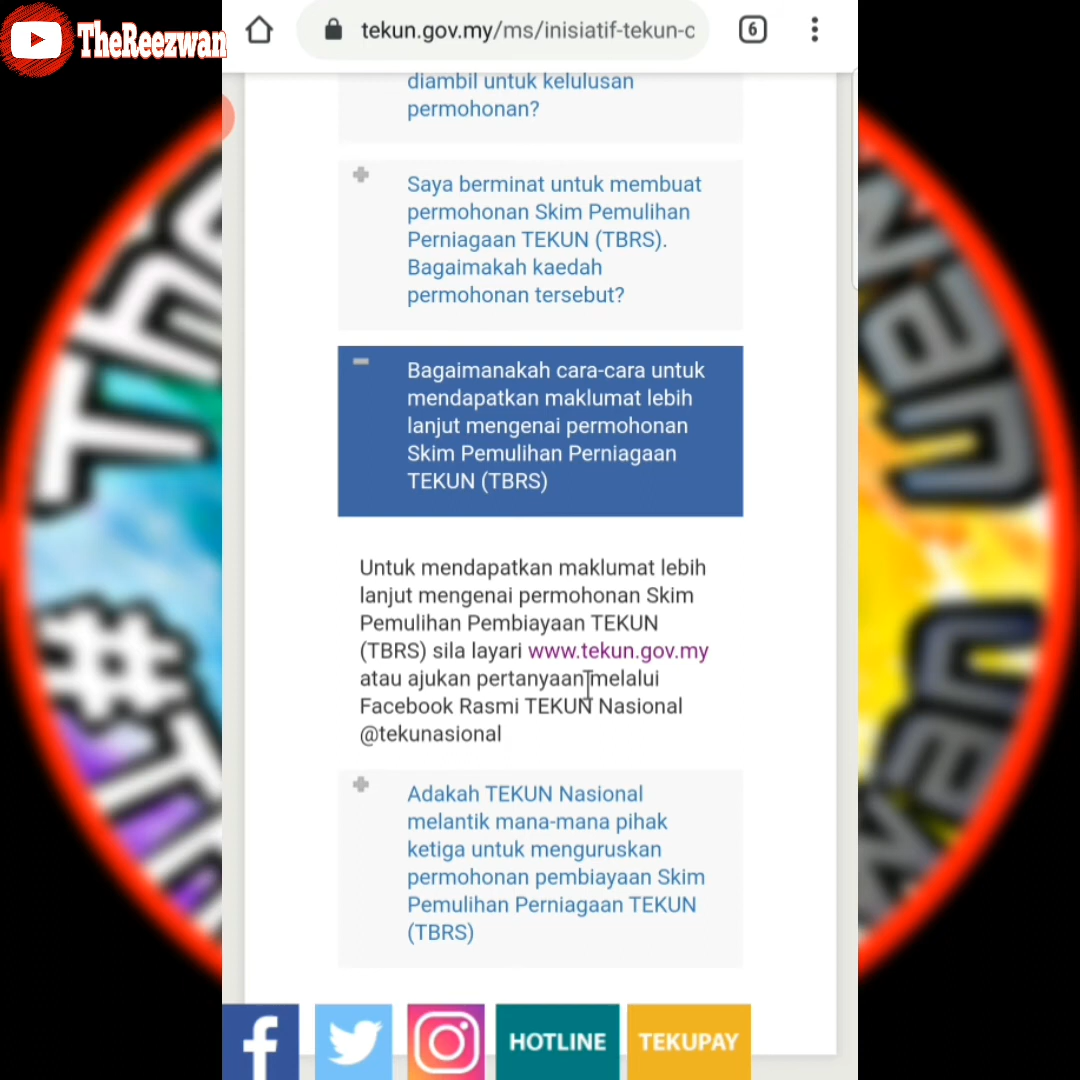 TheReezwan
tekun.gov.my/ms/inisiatif-tekun-c
6
diambil untuk kelulusan
permohonan?
Saya berminat untuk membuat
permohonan Skim Pemulihan
Perniagaan TEKUN (TBRS).
Bagaimakah kaedah
permohonan tersebut?
Bagaimanakah cara-cara untuk
mendapatkan maklumat lebih
lanjut mengenai permohonan
Skim Pemulihan Perniagaan
TEKUN (TBRS)
Untuk mendapatkan maklumat lebih
lanjut mengenai permohonan Skim
Pemulihan Pembiayaan TEKUN
(TBRS) sila layari www.tekun.gov.my
atau ajukan pertanyaan melalui
Facebook Rasmi TEKUN Nasional
@tekunasional
Adakah TEKUN Nasional
melantik mana-mana pihak
ketiga untuk menguruskan
permohonan pembiayaan Skim
Pemulihan Perniagaan TEKUN
(TBRS)
HOTLINE
TEKUPAY